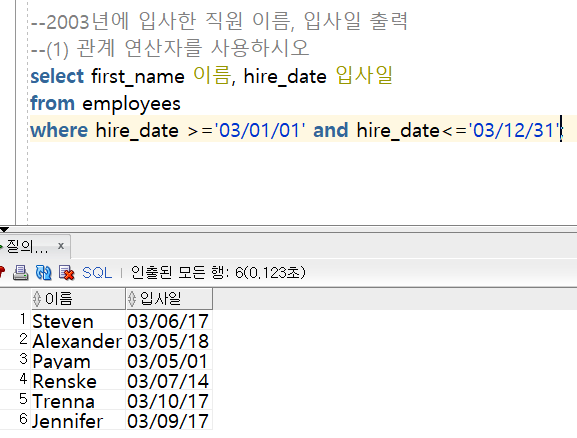 --2003년에 입사한 직원 이름, 입사일 출력
--(1) 관계 연산자를 사용하시오
select first_name 이름, hire_date 입사일
from employees
where hire_date >='03/01/01' and hire_date<='03/12/31';
질의... x
SQL | 인출된 모든 행: 6(0,123초)
이름 입사일
1 Steven 03/06/17
2 Alexander 03/05/18
3 Payam 03/05/01
4 Renske 03/07/14
5 Trenna 03/10/17
6 Jennifer 03/09/17